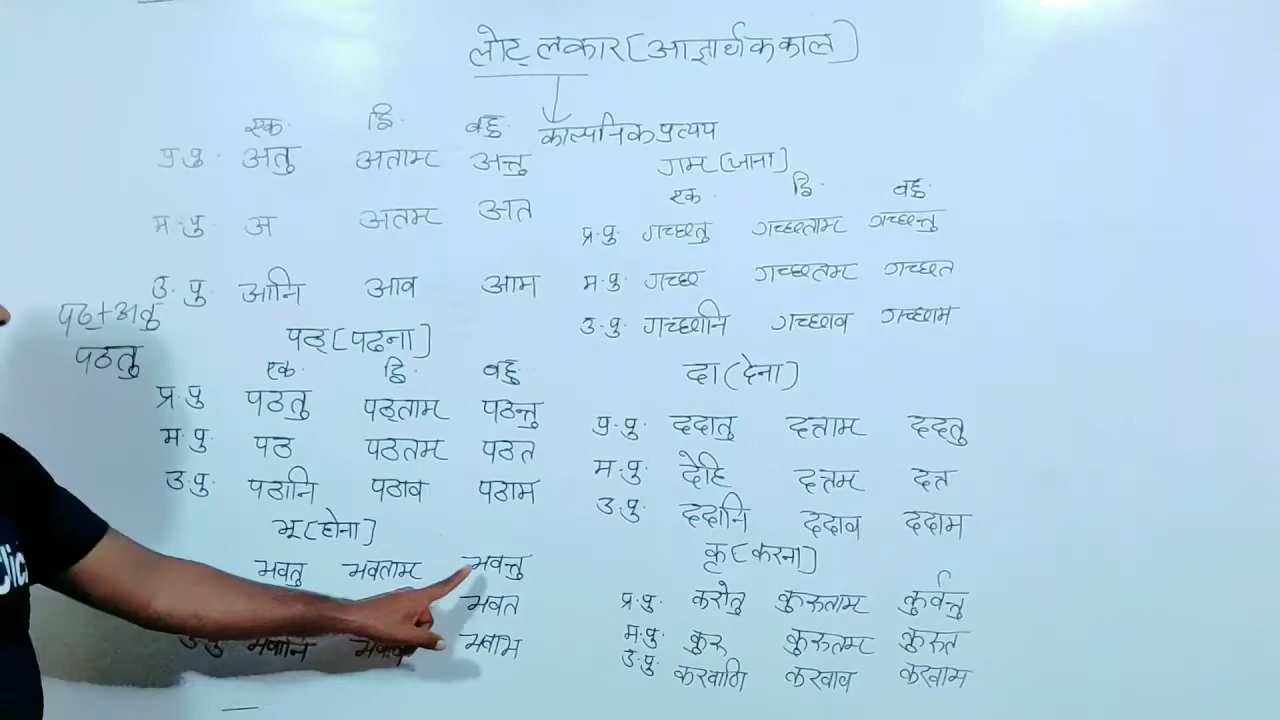 लोट् लकार (आज्ञार्थक काल)
काल्पनिक प्रत्यय
एक. द्वि. बहु.
प्र.पु. अतु अताम् अन्तु
म.पु. अ अतम् अत
उ.पु. आनि आव आम
पठ्+अतु
पठतु
पठ् (पढना)
एक. द्वि. बहु.
प्र.पु पठतु पठ्ताम् पठन्तु
म.पु. पठ पठतम् पठत
उ.पु. पठानि पठाव पठाम
भू (होना)
भवतु भवताम् भवन्तु
भवत
उ.पु भवानि भवाव भवाम
गम् (जाना)
एक. द्वि. बहु.
प्र.पु. गच्छतु गच्छताम् गच्छन्तु
म.पु. गच्छ गच्छतम् गच्छत
उ.पु. गच्छानि गच्छाव गच्छाम
दा (देना)
प्र.पु. ददातु दत्ताम् ददतु
म.पु. देहि दत्तम् दत्त
उ.पु. ददानि ददाव ददाम
कृ (करना)
प्र.पु. करोतु कुरुताम् कुर्वन्तु
म.पु. कुरु कुरुतम् कुरुत
उ.पु. करवाणि करवाव करवाम